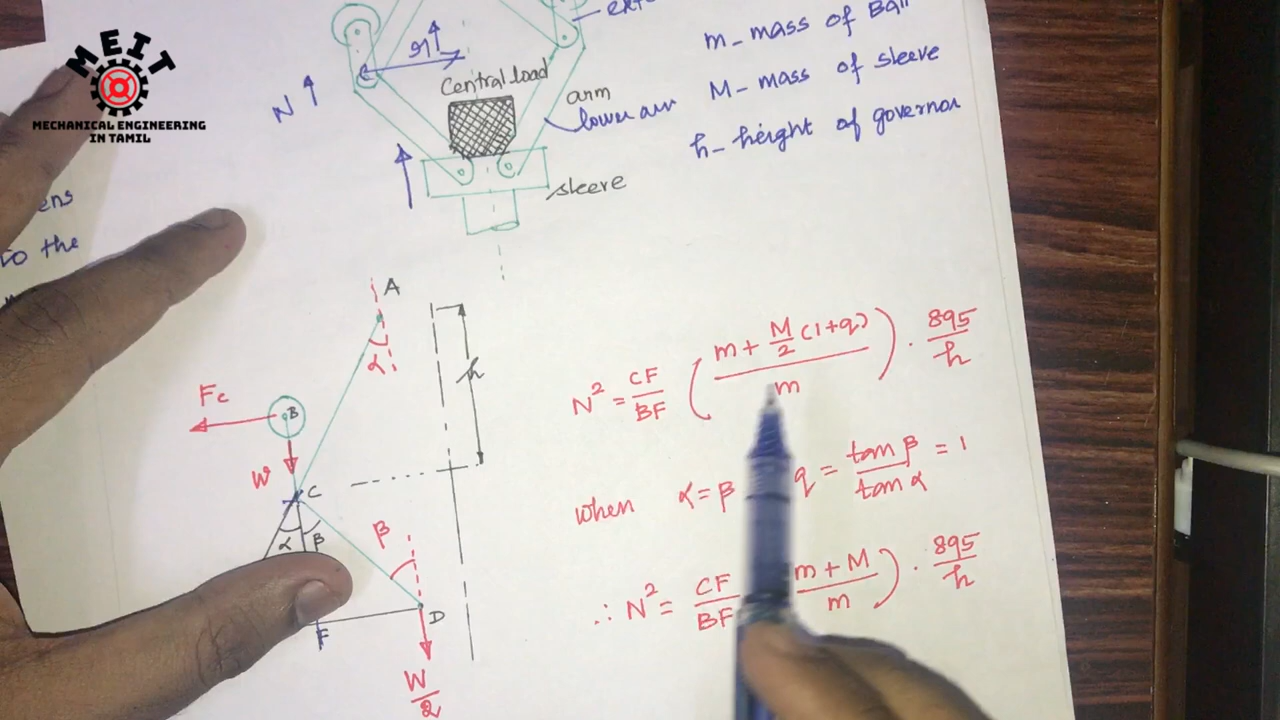 MEIT
MECHANICAL ENGINEERING
IN TAMIL
ens
to the
N ↑
r ↑
Central load
arm
lower arm
sleeve
m - mass of Ball
M - mass of sleeve
h - height of governor
A
α
h
Fc
B
W
C
α β
β
F
D
W/2
N² = CF/BF ( (m + M/2 (1+q)) / m ) · 895/h
when α = β q = tan β / tan α = 1
∴ N² = CF/BF m + M / m ) · 895/h